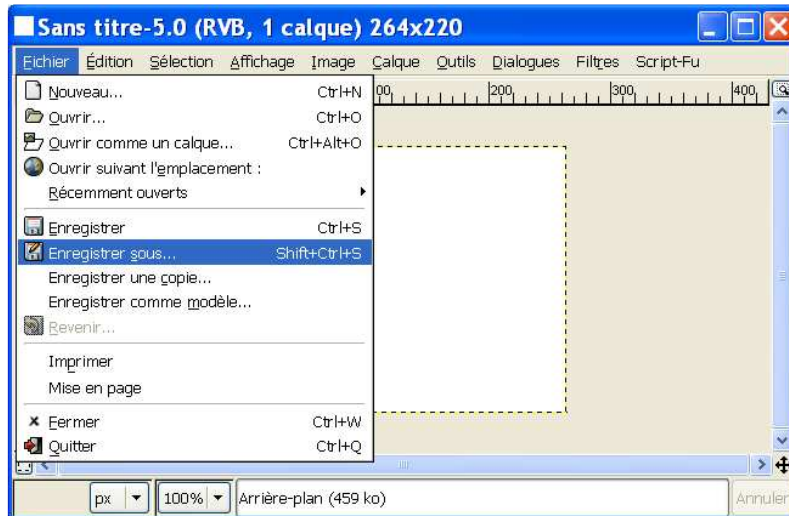 Sans titre-5.0 (RVB, 1 calque) 264x220
Fichier Édition Sélection Affichage Image Calque Outils Dialogues Filtres Script-Fu
Nouveau... Ctrl+N
Ouvrir... Ctrl+O
Ouvrir comme un calque... Ctrl+Alt+O
Ouvrir suivant l'emplacement :
Récemment ouverts
Enregistrer Ctrl+S
Enregistrer sous... Shift+Ctrl+S
Enregistrer une copie...
Enregistrer comme modèle...
Revenir...
Imprimer
Mise en page
Fermer Ctrl+W
Quitter Ctrl+Q
00 200 300 400
px 100% Arrière-plan (459 ko) Annuler